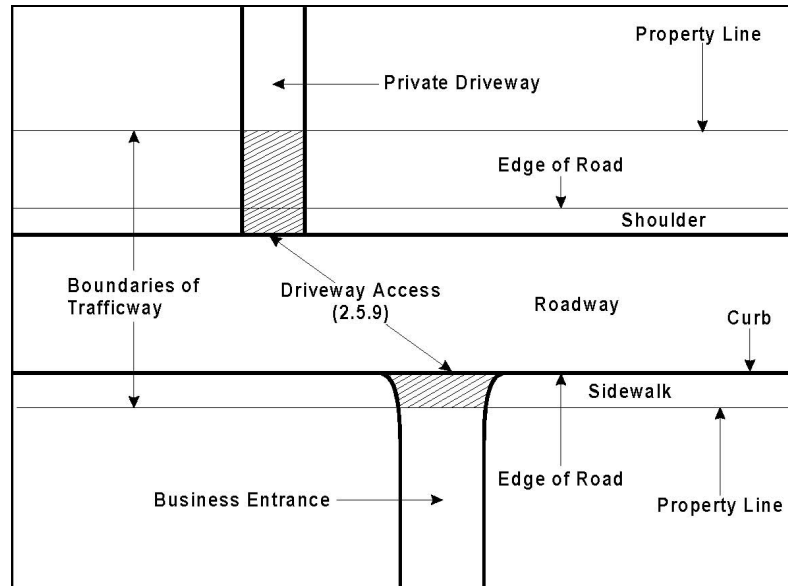 Property Line
Private Driveway
Edge of Road
Shoulder
Boundaries of
Trafficway
Driveway Access
(2.5.9)
Roadway
Curb
Sidewalk
Edge of Road
Business Entrance
Property Line